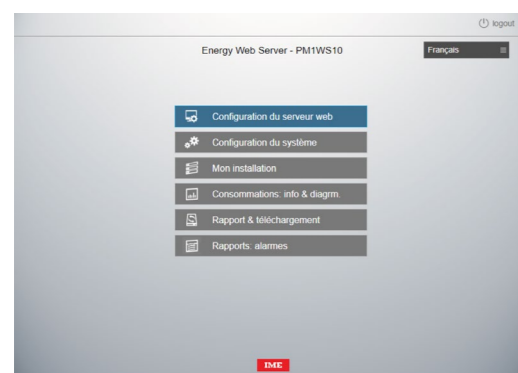 logout
Energy Web Server - PM1WS10
Français
Configuration du serveur web
Configuration du système
Mon installation
Consommations: info & diagrm.
Rapport & téléchargement
Rapports: alarmes
IME